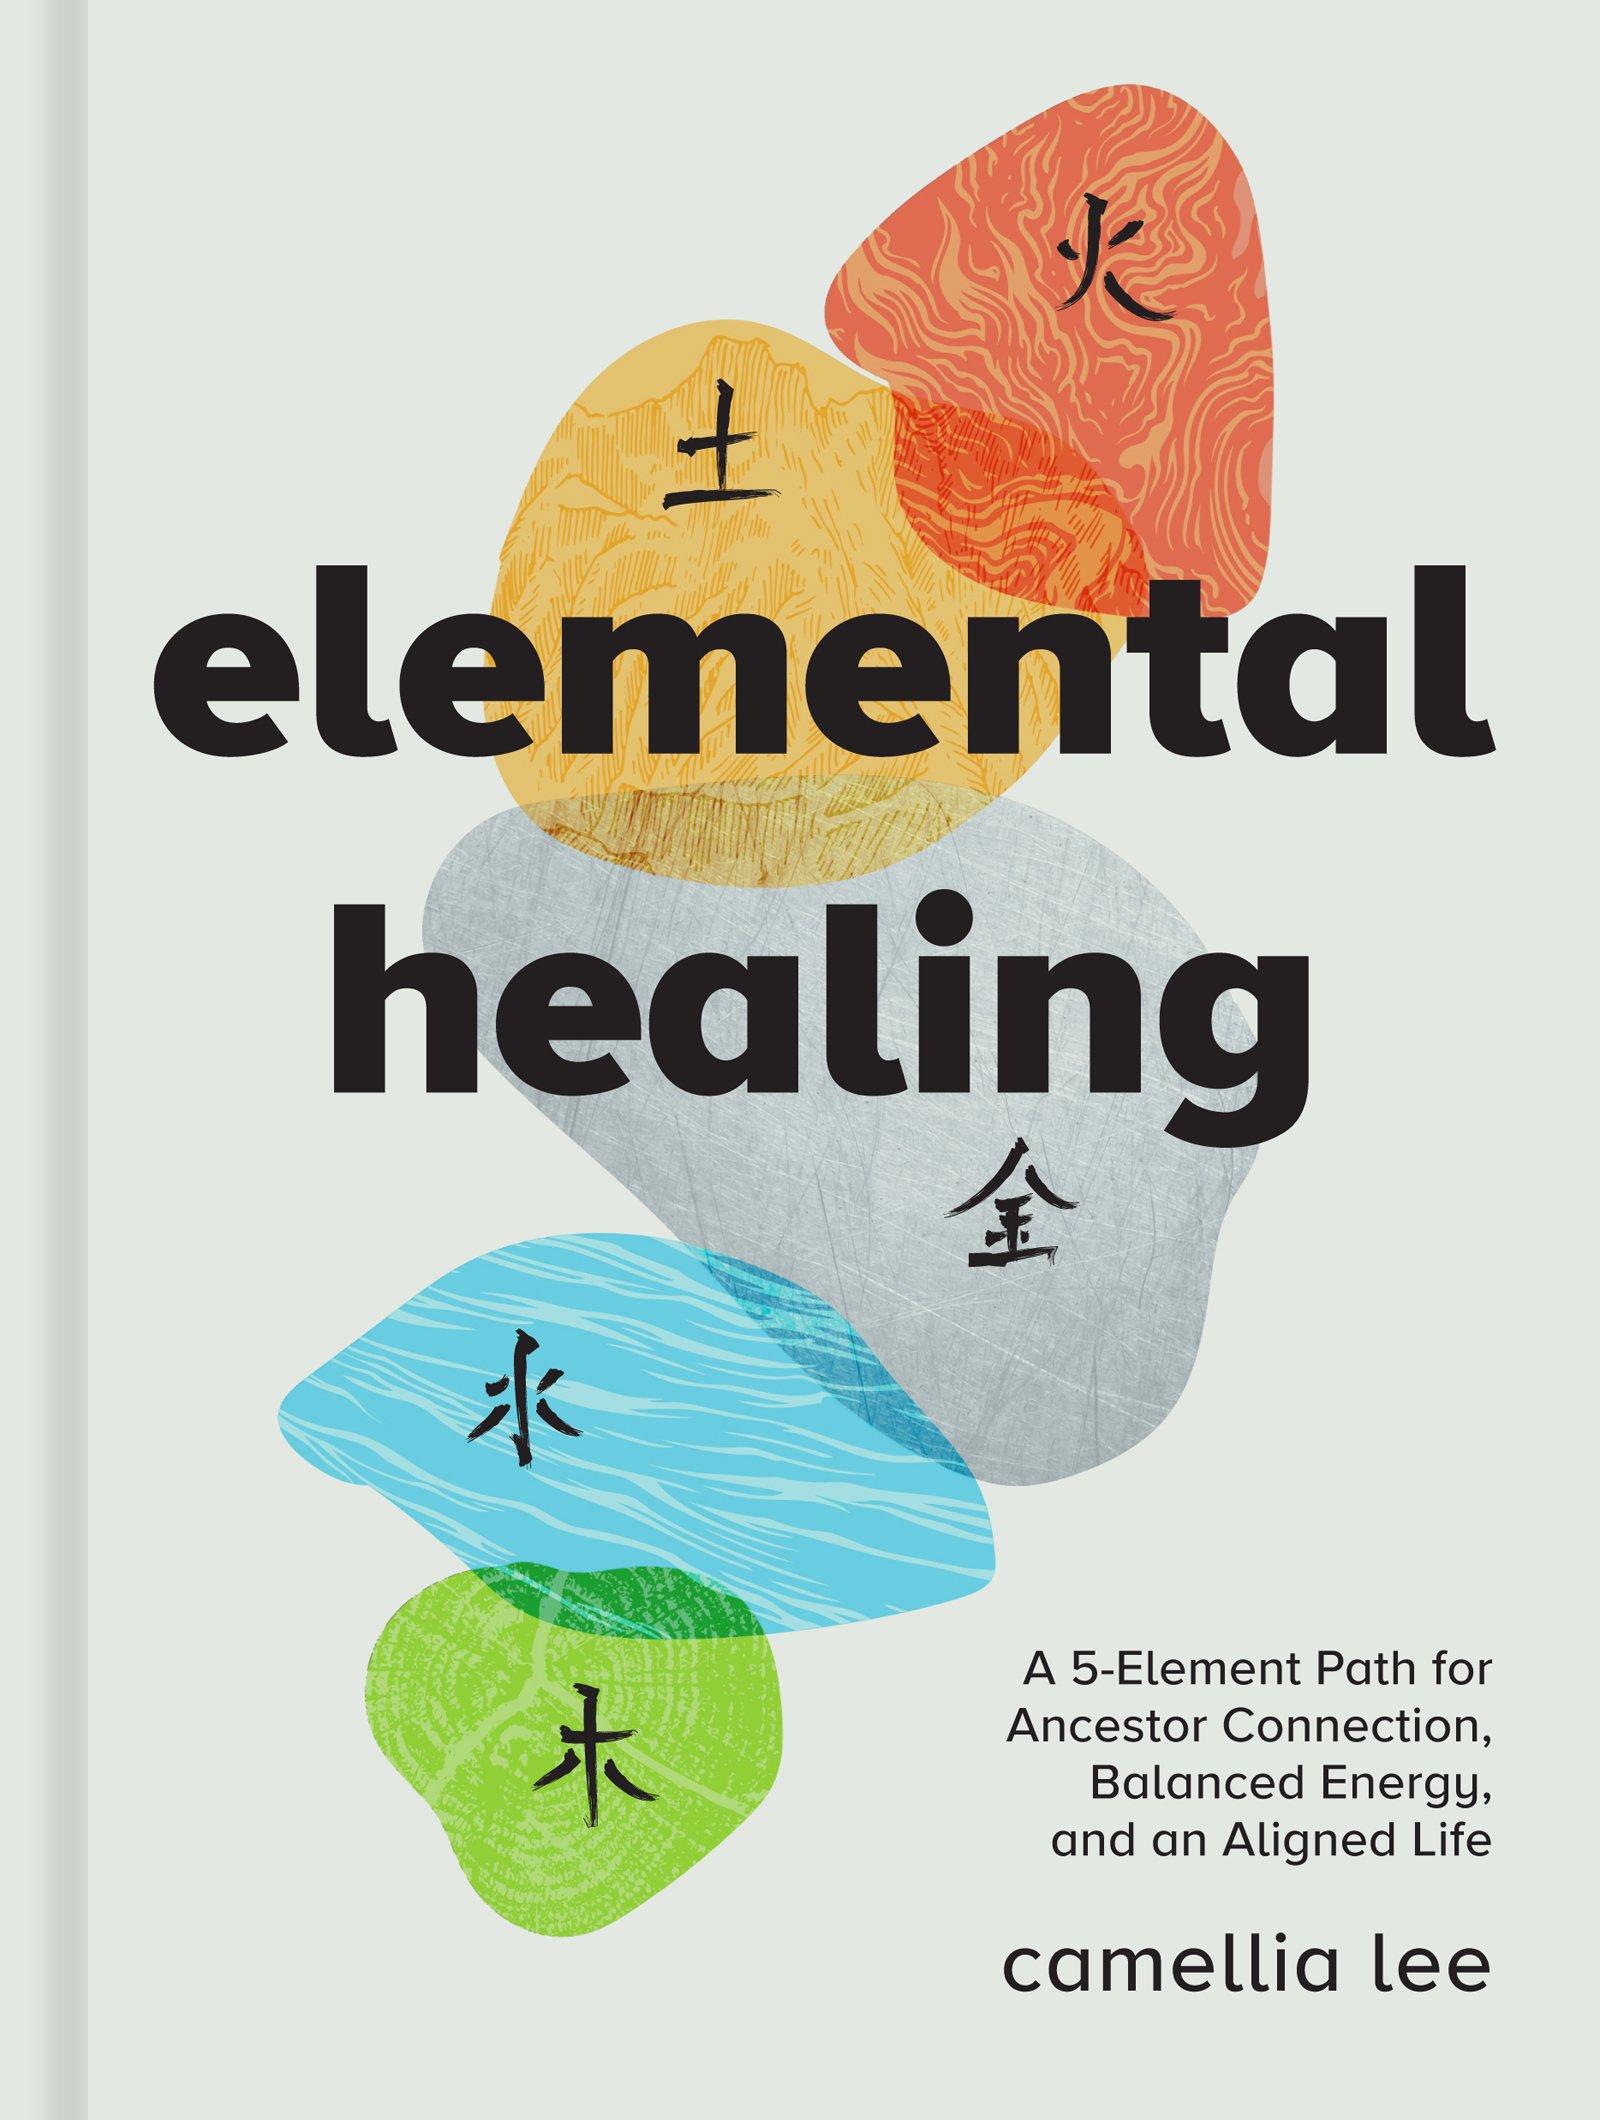 火
土
elemental
healing
金
水
木
A 5-Element Path for
Ancestor Connection,
Balanced Energy,
and an Aligned Life
camellia lee